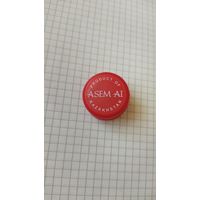 PRODUCT OF
ASEM-AI
KAZAKHSTAN